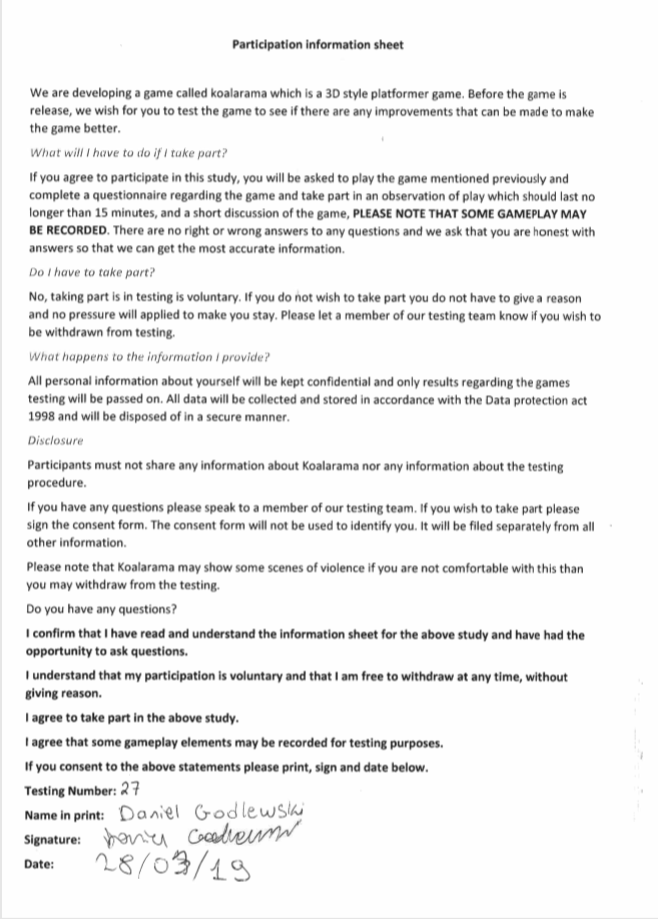 Participation information sheet
We are developing a game called koalarama which is a 3D style platformer game. Before the game is
release, we wish for you to test the game to see if there are any improvements that can be made to make
the game better.
What will I have to do if I take part?
If you agree to participate in this study, you will be asked to play the game mentioned previously and
complete a questionnaire regarding the game and take part in an observation of play which should last no
longer than 15 minutes, and a short discussion of the game, PLEASE NOTE THAT SOME GAMEPLAY MAY
BE RECORDED. There are no right or wrong answers to any questions and we ask that you are honest with
answers so that we can get the most accurate information.
Do I have to take part?
No, taking part is in testing is voluntary. If you do not wish to take part you do not have to give a reason
and no pressure will applied to make you stay. Please let a member of our testing team know if you wish to
be withdrawn from testing.
What happens to the information I provide?
All personal information about yourself will be kept confidential and only results regarding the games
testing will be passed on. All data will be collected and stored in accordance with the Data protection act
1998 and will be disposed of in a secure manner.
Disclosure
Participants must not share any information about Koalarama nor any information about the testing
procedure.
If you have any questions please speak to a member of our testing team. If you wish to take part please
sign the consent form. The consent form will not be used to identify you. It will be filed separately from all
other information.
Please note that Koalarama may show some scenes of violence if you are not comfortable with this than
you may withdraw from the testing.
Do you have any questions?
I confirm that I have read and understand the information sheet for the above study and have had the
opportunity to ask questions.
I understand that my participation is voluntary and that I am free to withdraw at any time, without
giving reason.
I agree to take part in the above study.
I agree that some gameplay elements may be recorded for testing purposes.
If you consent to the above statements please print, sign and date below.
Testing Number: 27
Name in print: Daniel Godlewski
Signature:
Date: 28/03/19